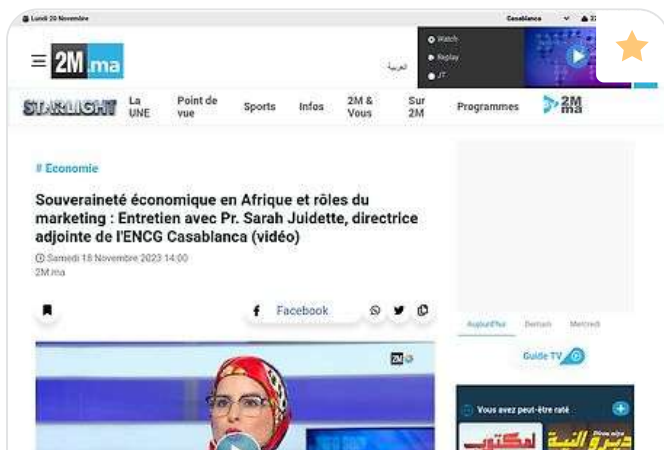 Lundi 20 Novembre
Casablanca
2M.ma
العربية
Watch
Replay
JT
STARLIGHT
La UNE
Point de vue
Sports
Infos
2M & Vous
Sur 2M
Programmes
2M ma
# Economie
Souveraineté économique en Afrique et rôles du
marketing : Entretien avec Pr. Sarah Juidette, directrice
adjointe de l'ENCG Casablanca (vidéo)
Samedi 18 Novembre 2023 14:00
2M.ma
Facebook
Aujourd'hui
Demain
Mercredi
Guide TV
2M
Vous avez peut-être raté
لمكتوب
ديرو النية